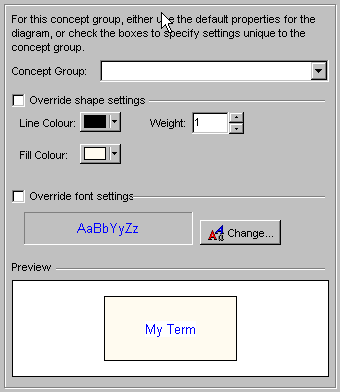 For this concept group, either use the default properties for the
diagram, or check the boxes to specify settings unique to the
concept group.
Concept Group:
Override shape settings
Line Colour: Weight: 1
Fill Colour:
Override font settings
AaBbYyZz Change...
Preview
My Term